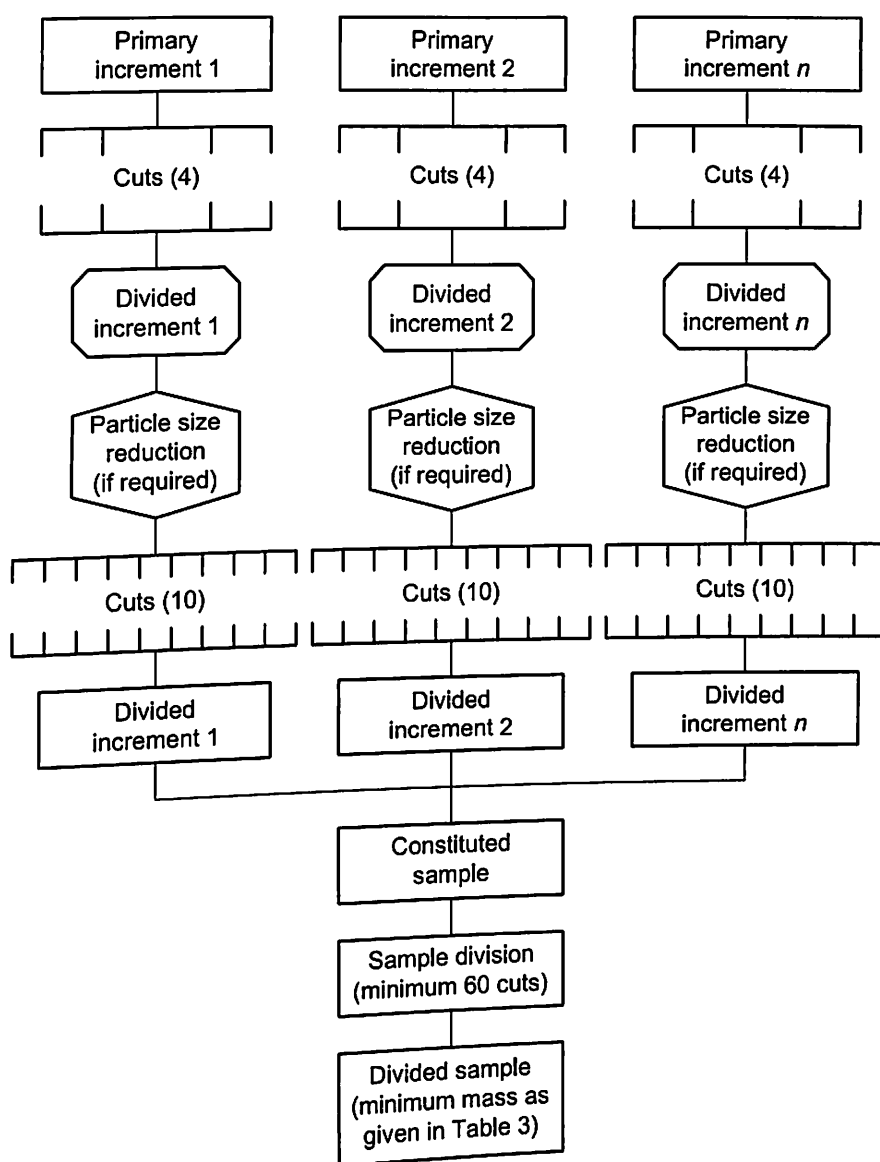 Primary
increment 1
Primary
increment 2
Primary
increment n
Cuts (4)
Cuts (4)
Cuts (4)
Divided
increment 1
Divided
increment 2
Divided
increment n
Particle size
reduction
(if required)
Particle size
reduction
(if required)
Particle size
reduction
(if required)
Cuts (10)
Cuts (10)
Cuts (10)
Divided
increment 1
Divided
increment 2
Divided
increment n
Constituted
sample
Sample division
(minimum 60 cuts)
Divided sample
(minimum mass as
given in Table 3)